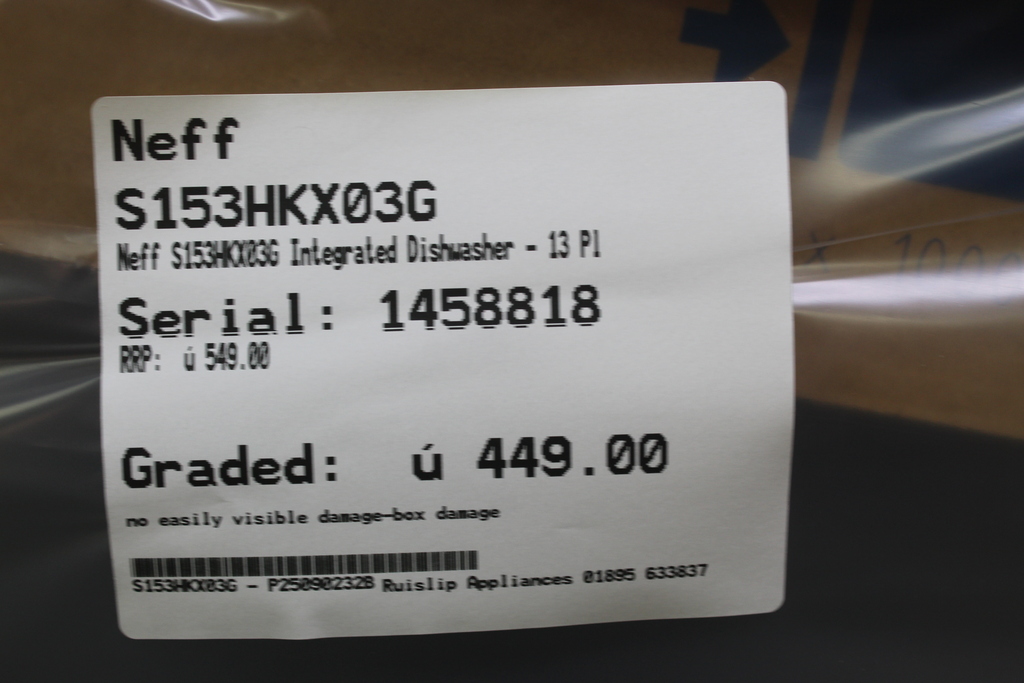 Neff
S153HKX03G
Neff S153HKX03G Integrated Dishwasher - 13 Pl
Serial: 1458818
RRP: ú 549.00
Graded: ú 449.00
no easily visible damage-box damage
S153HKX03G - P25090232B Ruislip Appliances 01895 633837